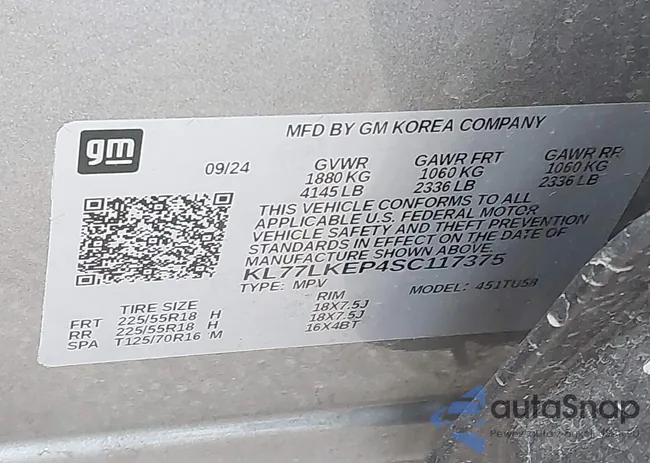 gm
MFD BY GM KOREA COMPANY
09/24 GVWR GAWR FRT GAWR RR
1880 KG 1060 KG 1060 KG
4145 LB 2336 LB 2336 LB
THIS VEHICLE CONFORMS TO ALL
APPLICABLE U.S. FEDERAL MOTOR
VEHICLE SAFETY AND THEFT PREVENTION
STANDARDS IN EFFECT ON THE DATE OF
MANUFACTURE SHOWN ABOVE
KL77LKEP4SC117375
TYPE: MPV MODEL: 451TU58
TIRE SIZE RIM
FRT 225/55R18 H 18X7.5J
RR 225/55R18 H 18X7.5J
SPA T125/70R16 M 16X4BT
autaSnap